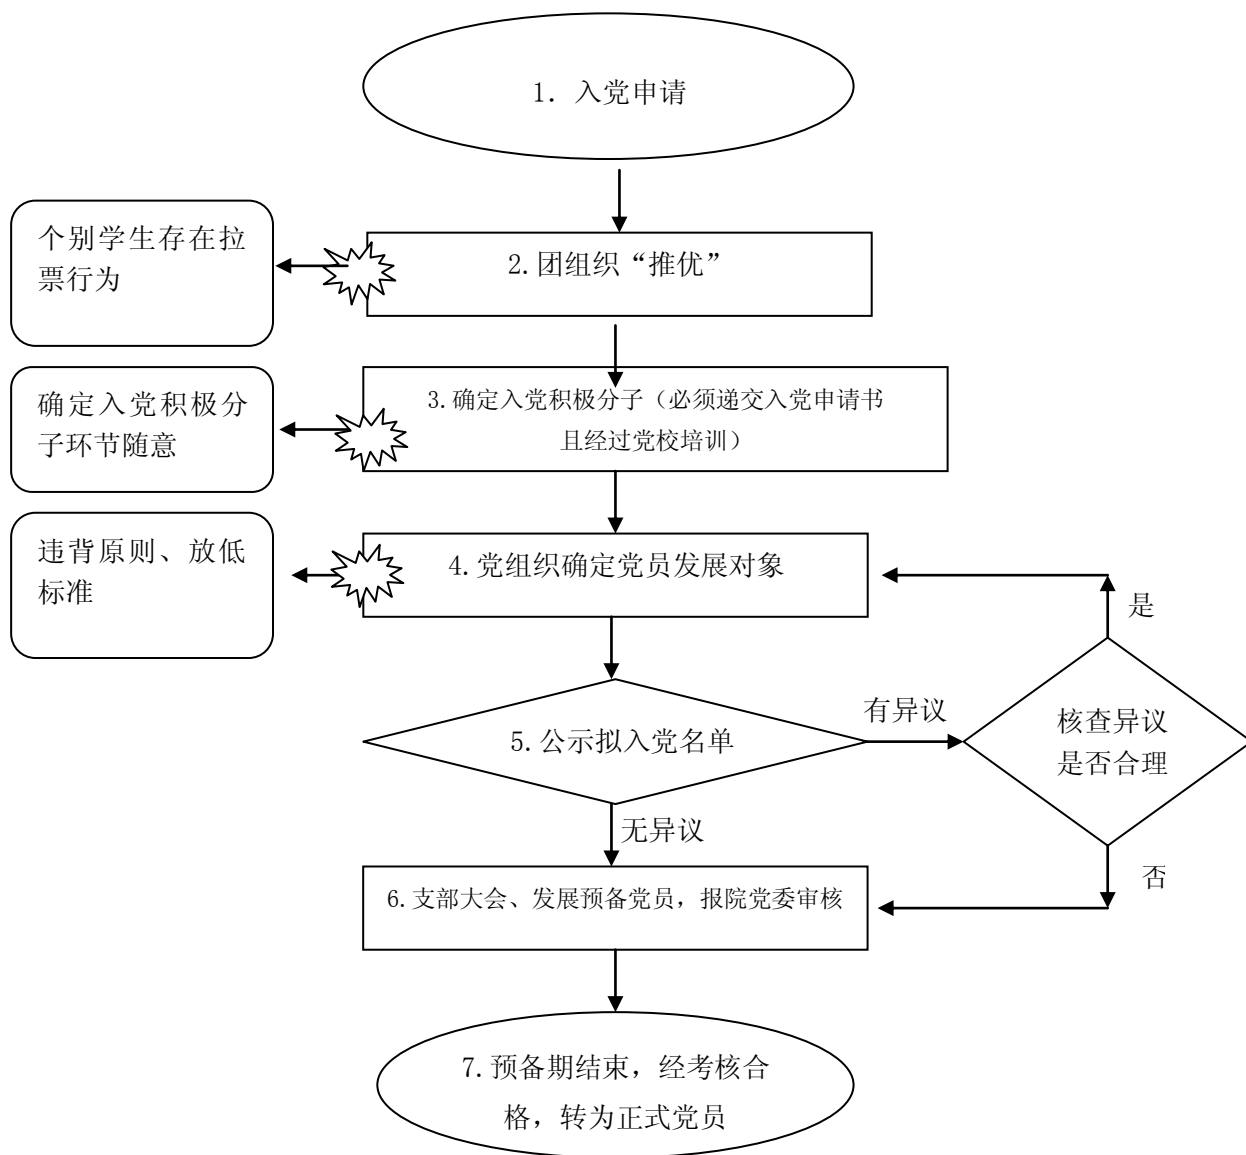 1. 入党申请
个别学生存在拉
票行为
2.团组织“推优”
确定入党积极分
子环节随意
3.确定入党积极分子（必须递交入党申请书
且经过党校培训）
违背原则、放低
标准
4.党组织确定党员发展对象
是
有异议
5.公示拟入党名单
核查异议
是否合理
无异议
否
6.支部大会、发展预备党员，报院党委审核
7.预备期结束，经考核合
格，转为正式党员